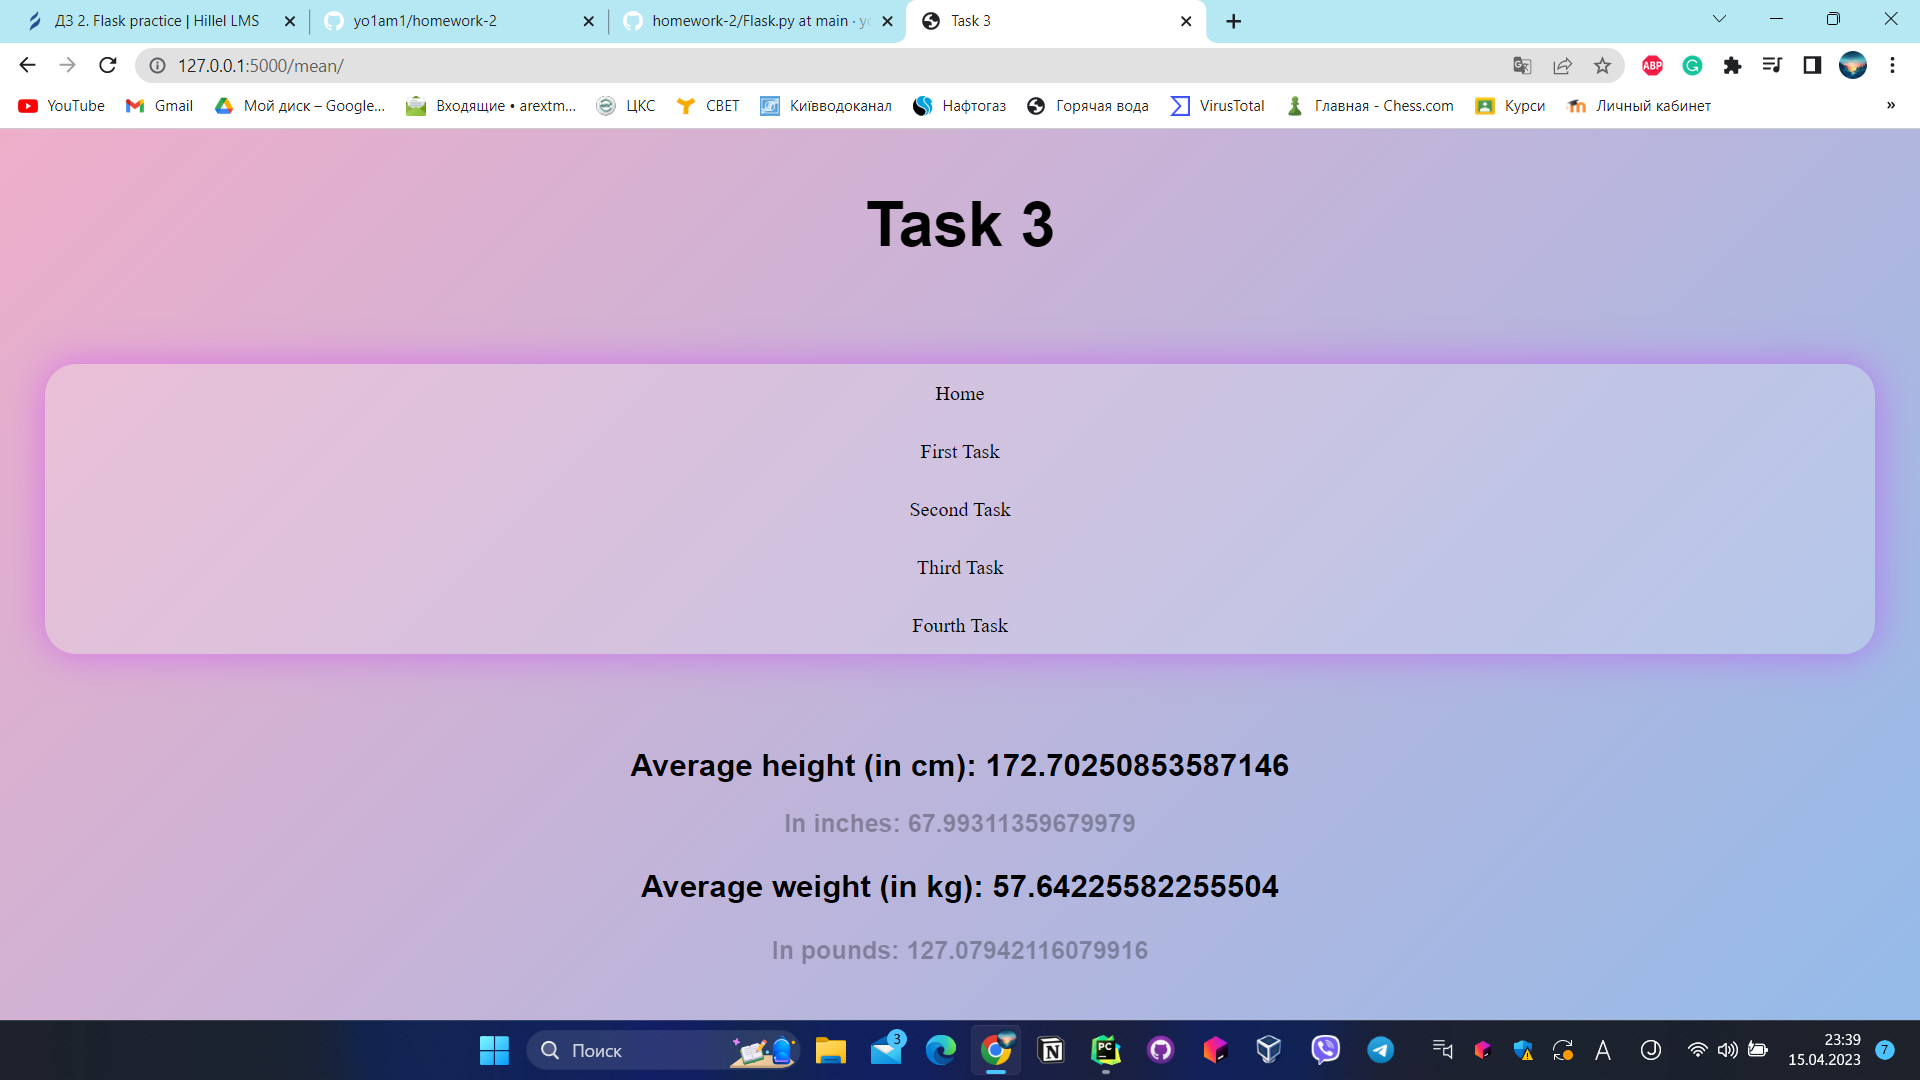 ДЗ 2. Flask practice | Hillel LMS
yo1am1/homework-2
homework-2/Flask.py at main · yo
Task 3
127.0.0.1:5000/mean/
ABP
YouTube
Gmail
Мой диск – Google...
Входящие • arextm...
ЦКС
СВЕТ
Київводоканал
Нафтогаз
Горячая вода
VirusTotal
Главная - Chess.com
Курси
Личный кабинет
»
Task 3
Home
First Task
Second Task
Third Task
Fourth Task
Average height (in cm): 172.70250853587146
In inches: 67.99311359679979
Average weight (in kg): 57.64225582255504
In pounds: 127.07942116079916
Поиск
3
PC
23:39
15.04.2023
7